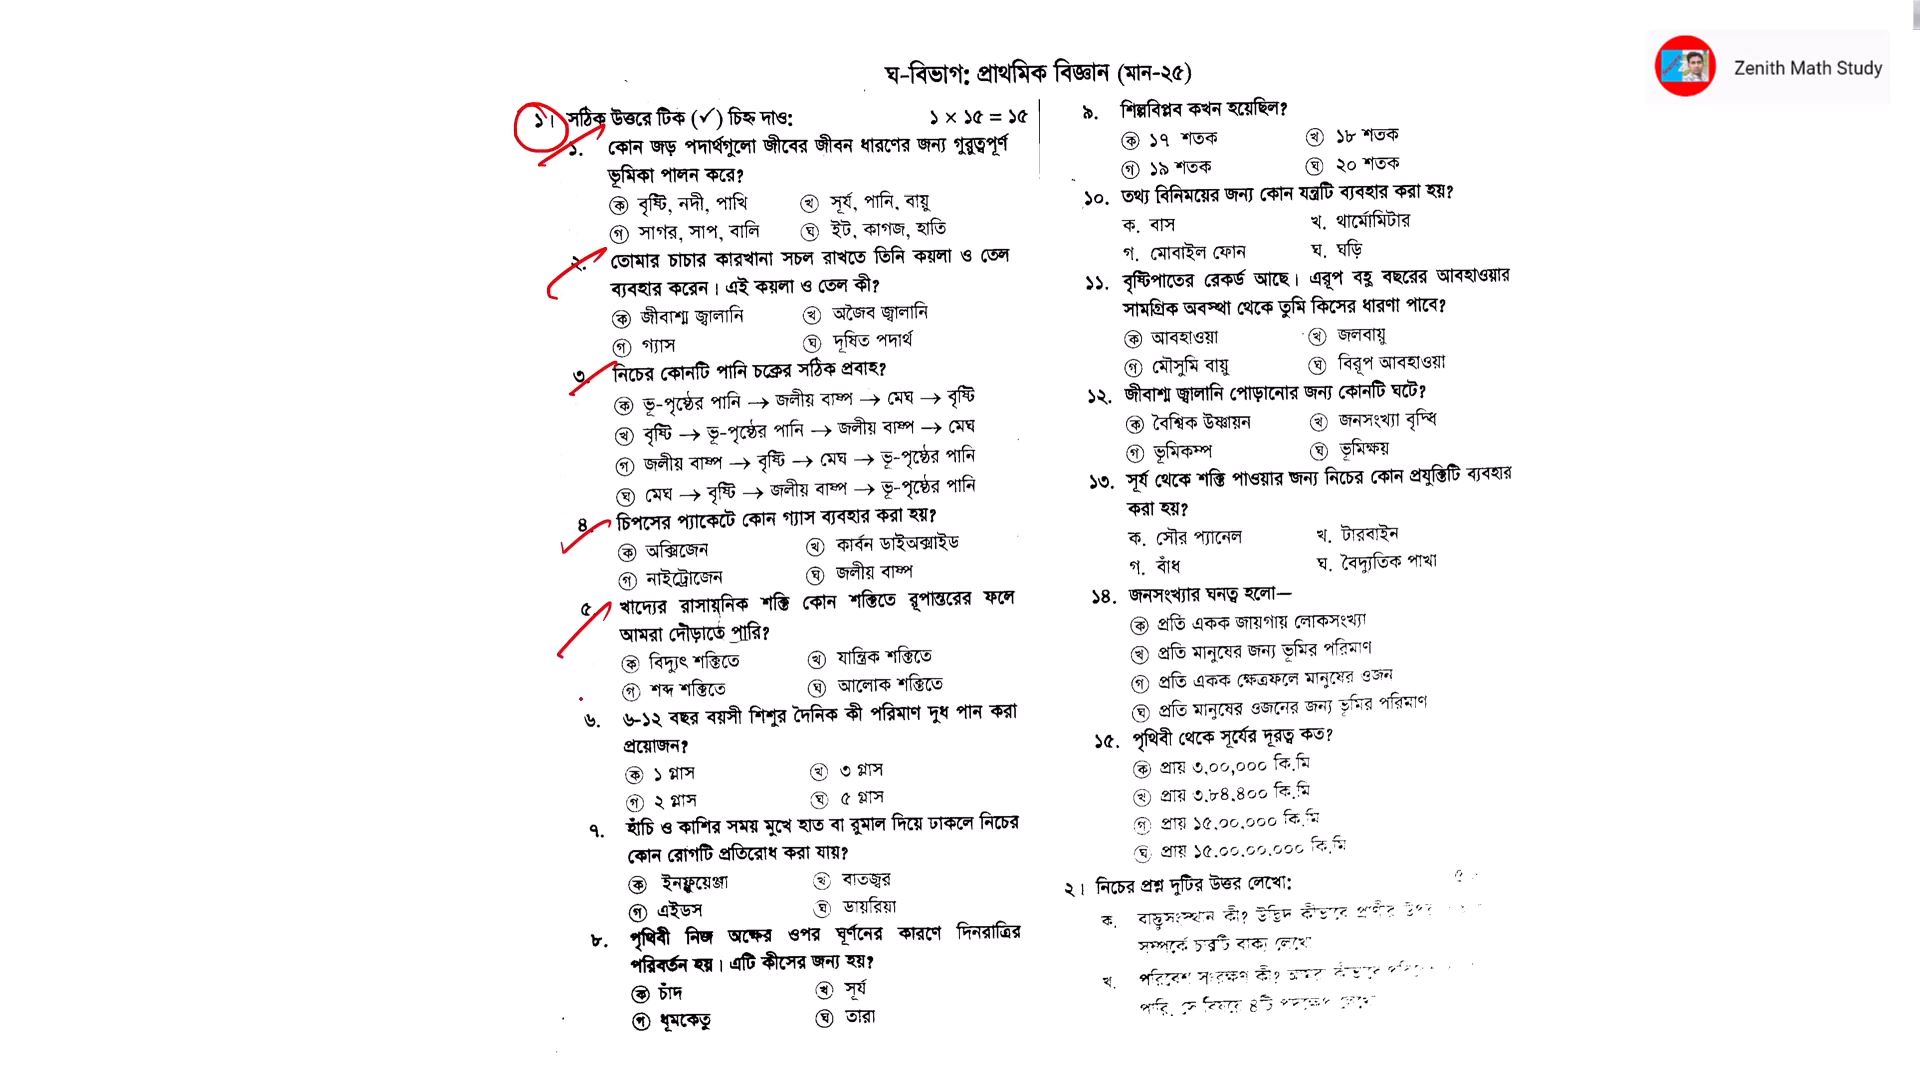 Zenith Math Study
ঘ-বিভাগ: প্রাথমিক বিজ্ঞান (মান-২৫)
১। সঠিক উত্তরে টিক (✓) চিহ্ন দাও: ১ × ১৫ = ১৫
১. কোন জড় পদার্থগুলো জীবের জীবন ধারণের জন্য গুরুত্বপূর্ণ
ভূমিকা পালন করে?
ক বৃষ্টি, নদী, পাখি খ সূর্য, পানি, বায়ু
গ সাগর, সাপ, বালি ঘ ইট, কাগজ, হাতি
২. তোমার চাচার কারখানা সচল রাখতে তিনি কয়লা ও তেল
ব্যবহার করেন। এই কয়লা ও তেল কী?
ক জীবাশ্ম জ্বালানি খ অজৈব জ্বালানি
গ গ্যাস ঘ দূষিত পদার্থ
৩. নিচের কোনটি পানি চক্রের সঠিক প্রবাহ?
ক ভূ-পৃষ্ঠের পানি → জলীয় বাষ্প → মেঘ → বৃষ্টি
খ বৃষ্টি → ভূ-পৃষ্ঠের পানি → জলীয় বাষ্প → মেঘ
গ জলীয় বাষ্প → বৃষ্টি → মেঘ → ভূ-পৃষ্ঠের পানি
ঘ মেঘ → বৃষ্টি → জলীয় বাষ্প → ভূ-পৃষ্ঠের পানি
৪. চিপসের প্যাকেটে কোন গ্যাস ব্যবহার করা হয়?
ক অক্সিজেন খ কার্বন ডাইঅক্সাইড
গ নাইট্রোজেন ঘ জলীয় বাষ্প
৫. খাদ্যের রাসায়নিক শক্তি কোন শক্তিতে রূপান্তরের ফলে
আমরা দৌড়াতে পারি?
ক বিদ্যুৎ শক্তিতে খ যান্ত্রিক শক্তিতে
গ শব্দ শক্তিতে ঘ আলোক শক্তিতে
৬. ৬-১২ বছর বয়সী শিশুর দৈনিক কী পরিমাণ দুধ পান করা
প্রয়োজন?
ক ১ গ্লাস খ ৩ গ্লাস
গ ২ গ্লাস ঘ ৫ গ্লাস
৭. হাঁচি ও কাশির সময় মুখে হাত বা রুমাল দিয়ে ঢাকলে নিচের
কোন রোগটি প্রতিরোধ করা যায়?
ক ইনফ্লুয়েঞ্জা খ বাতজ্বর
গ এইডস ঘ ডায়রিয়া
৮. পৃথিবী নিজ অক্ষের ওপর ঘূর্ণনের কারণে দিনরাত্রির
পরিবর্তন হয়। এটি কীসের জন্য হয়?
ক চাঁদ খ সূর্য
গ ধূমকেতু ঘ তারা
৯. শিল্পবিপ্লব কখন হয়েছিল?
ক ১৭ শতক খ ১৮ শতক
গ ১৯ শতক ঘ ২০ শতক
১০. তথ্য বিনিময়ের জন্য কোন যন্ত্রটি ব্যবহার করা হয়?
ক. বাস খ. থার্মোমিটার
গ. মোবাইল ফোন ঘ. ঘড়ি
১১. বৃষ্টিপাতের রেকর্ড আছে। এরূপ বহু বছরের আবহাওয়ার
সামগ্রিক অবস্থা থেকে তুমি কিসের ধারণা পাবে?
ক আবহাওয়া খ জলবায়ু
গ মৌসুমি বায়ু ঘ বিরূপ আবহাওয়া
১২. জীবাশ্ম জ্বালানি পোড়ানোর জন্য কোনটি ঘটে?
ক বৈশ্বিক উষ্ণায়ন খ জনসংখ্যা বৃদ্ধি
গ ভূমিকম্প ঘ ভূমিক্ষয়
১৩. সূর্য থেকে শক্তি পাওয়ার জন্য নিচের কোন প্রযুক্তিটি ব্যবহার
করা হয়?
ক. সৌর প্যানেল খ. টারবাইন
গ. বাঁধ ঘ. বৈদ্যুতিক পাখা
১৪. জনসংখ্যার ঘনত্ব হলো—
ক প্রতি একক জায়গায় লোকসংখ্যা
খ প্রতি মানুষের জন্য ভূমির পরিমাণ
গ প্রতি একক ক্ষেত্রফলে মানুষের ওজন
ঘ প্রতি মানুষের ওজনের জন্য ভূমির পরিমাণ
১৫. পৃথিবী থেকে সূর্যের দূরত্ব কত?
ক প্রায় ৩,০০,০০০ কি.মি
খ প্রায় ৩,৮৪,৪০০ কি.মি
গ প্রায় ১৫,০০,০০০ কি.মি
ঘ প্রায় ১৫,০০,০০,০০০ কি.মি
২। নিচের প্রশ্ন দুটির উত্তর লেখো:
ক. বাস্তুসংস্থান কী? উদ্ভিদ কীভাবে প্রাণীর
সম্পর্কে চারটি বাক্য লেখো
খ. পরিবেশ সংরক্ষণ কী? আমরা কীভাবে
পারি, সে বিষয়ে ৪টি